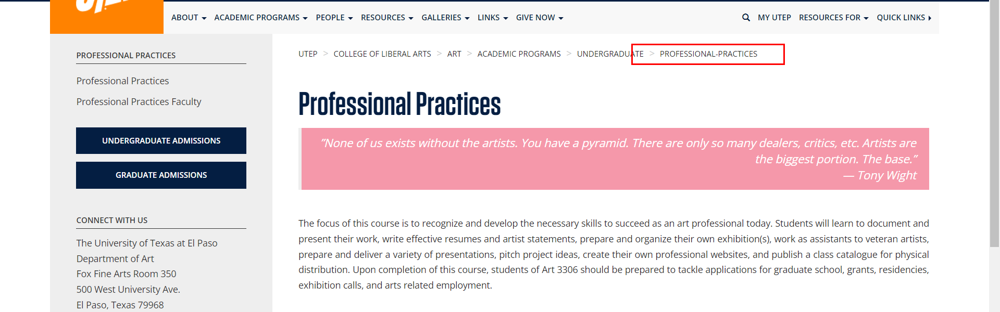 ABOUT ACADEMIC PROGRAMS PEOPLE RESOURCES GALLERIES LINKS GIVE NOW MY UTEP RESOURCES FOR QUICK LINKS
PROFESSIONAL PRACTICES
Professional Practices
Professional Practices Faculty
UNDERGRADUATE ADMISSIONS
GRADUATE ADMISSIONS
CONNECT WITH US
The University of Texas at El Paso
Department of Art
Fox Fine Arts Room 350
500 West University Ave.
El Paso, Texas 79968
UTEP > COLLEGE OF LIBERAL ARTS > ART > ACADEMIC PROGRAMS > UNDERGRADUATE > PROFESSIONAL-PRACTICES
Professional Practices
"None of us exists without the artists. You have a pyramid. There are only so many dealers, critics, etc. Artists are
the biggest portion. The base."
— Tony Wight
The focus of this course is to recognize and develop the necessary skills to succeed as an art professional today. Students will learn to document and
present their work, write effective resumes and artist statements, prepare and organize their own exhibition(s), work as assistants to veteran artists,
prepare and deliver a variety of presentations, pitch project ideas, create their own professional websites, and publish a class catalogue for physical
distribution. Upon completion of this course, students of Art 3306 should be prepared to tackle applications for graduate school, grants, residencies,
exhibition calls, and arts related employment.